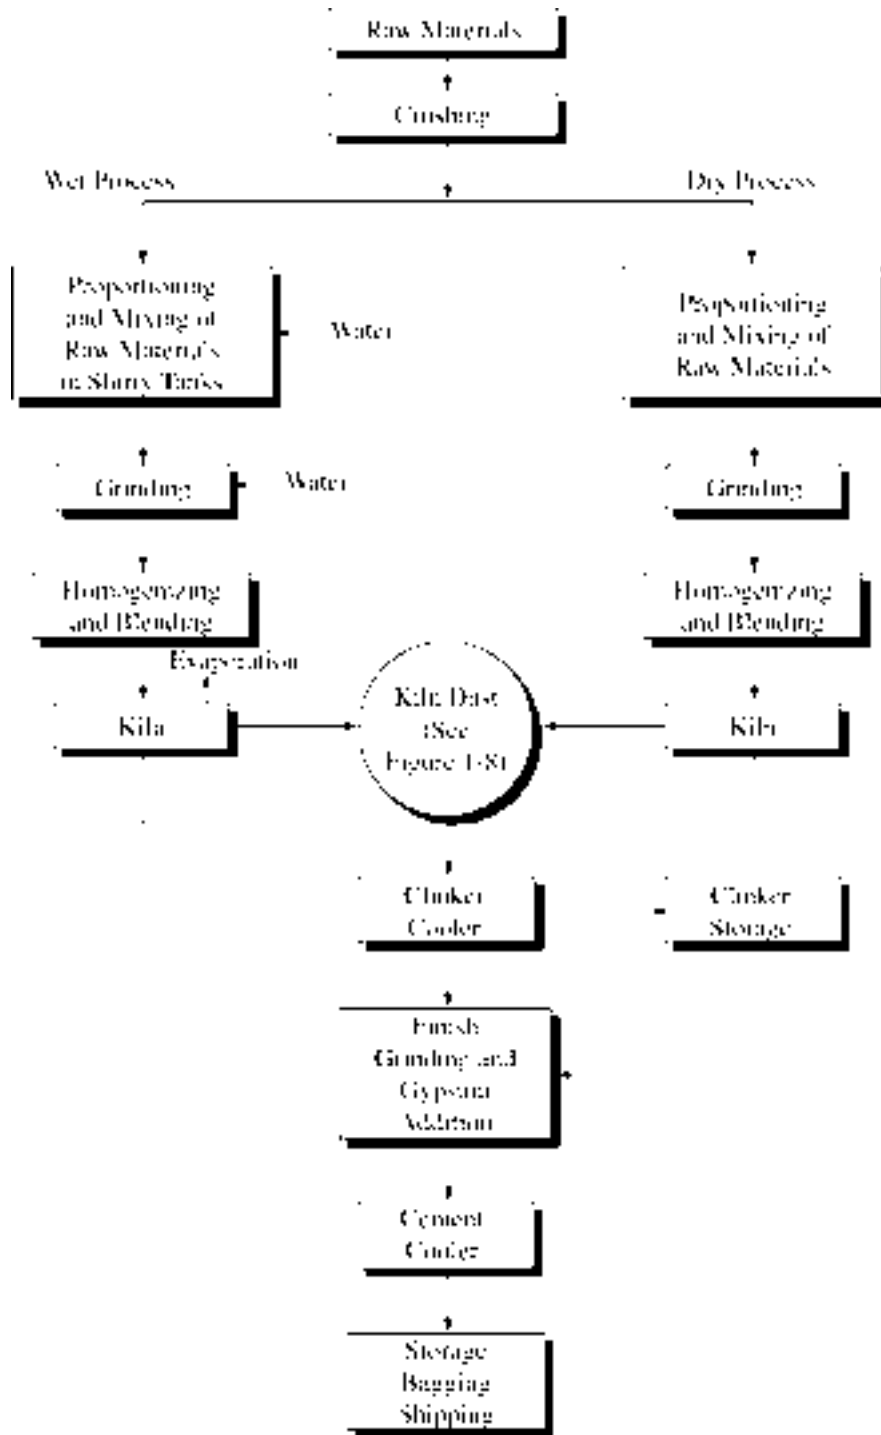 Raw Materials
Crushing
Wet Process
Dry Process
Proportioning
and Mixing of
Raw Materials
in Slurry Tanks
Water
Proportioning
and Mixing of
Raw Materials
Grinding
Water
Grinding
Homogenizing
and Blending
Homogenizing
and Blending
Evaporation
Kiln
Kiln Dust
(See
Figure 1-8)
Kiln
Clinker
Cooler
Clinker
Storage
Finish
Grinding and
Gypsum
Addition
Cement
Cooler
Storage
Bagging
Shipping